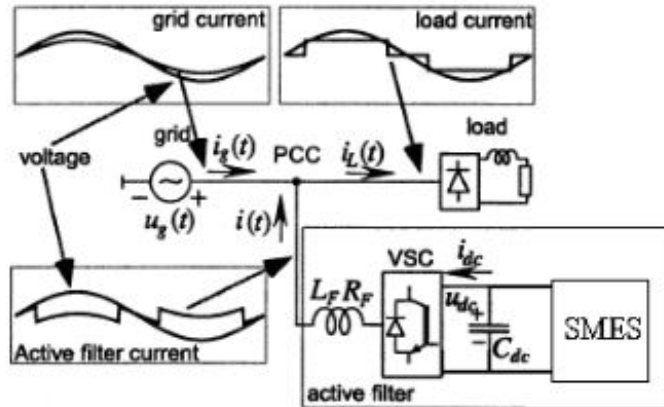 grid current
load current
grid
i_g(t)
PCC
i_L(t)
load
voltage
u_g(t)
i(t)
VSC
i_dc
L_F R_F
u_dc
+
−
C_dc
SMES
Active filter current
active filter
− +